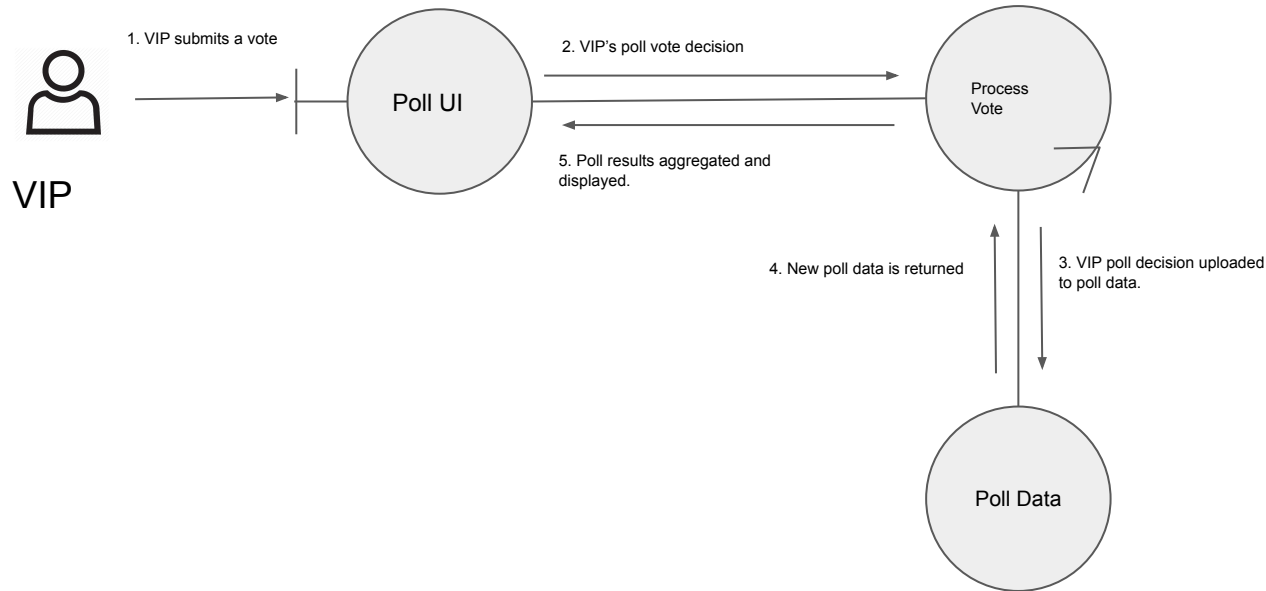 1. VIP submits a vote
2. VIP's poll vote decision
Poll UI
Process
Vote
5. Poll results aggregated and
displayed.
VIP
4. New poll data is returned
3. VIP poll decision uploaded
to poll data.
Poll Data